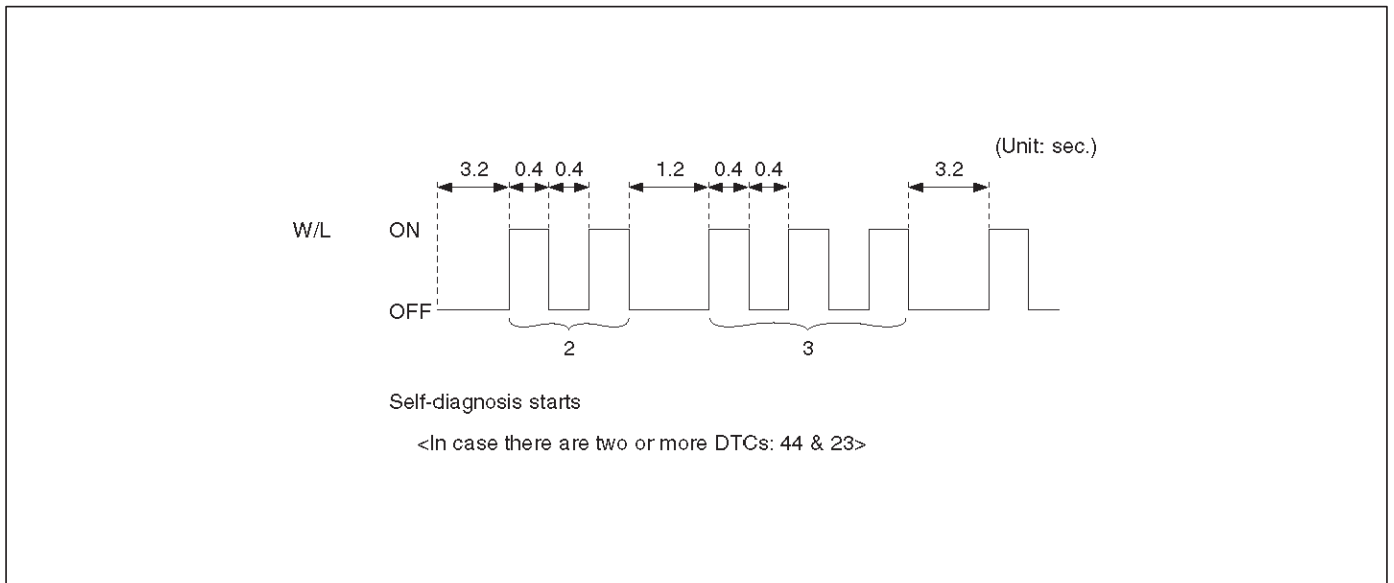 (Unit: sec.)
3.2 0.4 0.4 1.2 0.4 0.4 3.2
W/L ON
OFF
2 3
Self-diagnosis starts
<In case there are two or more DTCs: 44 & 23>